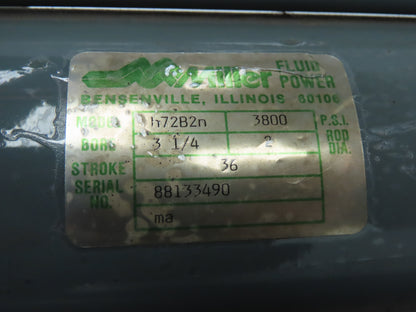 Miller FLUID POWER
BENSENVILLE, ILLINOIS 60106
MODEL h72B2n 3800 P.S.I.
BORE 3 1/4 2 ROD DIA.
STROKE 36
SERIAL NO. 88133490
ma